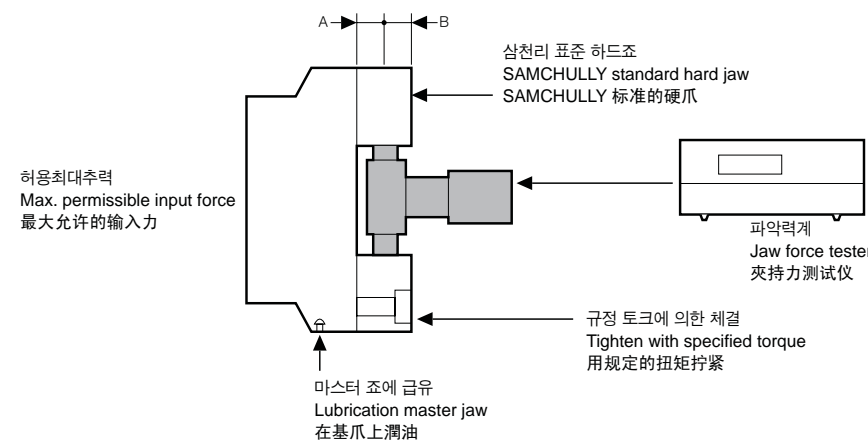 A
B
삼천리 표준 하드죠
SAMCHULLY standard hard jaw
SAMCHULLY 标准的硬爪
허용최대추력
Max. permissible input force
最大允许的输入力
파악력계
Jaw force tester
夾持力测试仪
규정 토크에 의한 체결
Tighten with specified torque
用规定的扭矩拧紧
마스터 죠에 급유
Lubrication master jaw
在基爪上潤油